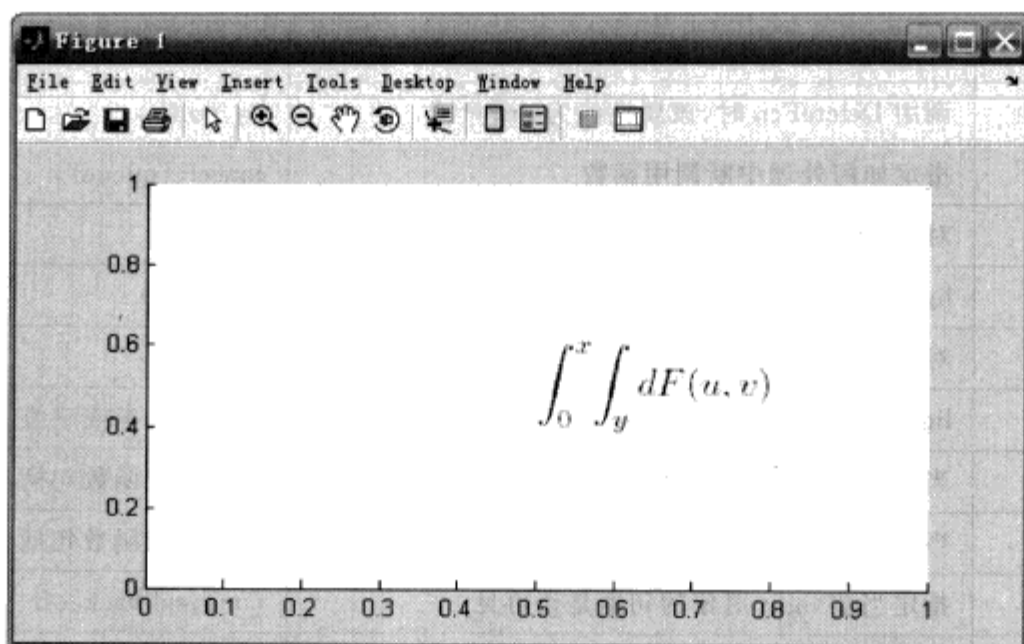 Figure 1
File Edit View Insert Tools Desktop Window Help
1
0.8
0.6
0.4
0.2
0
0 0.1 0.2 0.3 0.4 0.5 0.6 0.7 0.8 0.9 1
∫₀ˣ ∫_y dF(u, v)